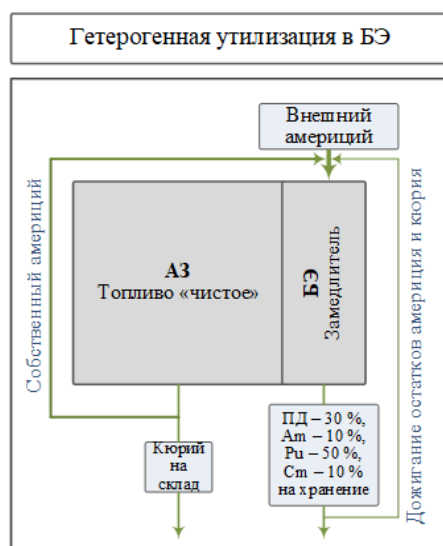 Гетерогенная утилизация в БЭ
Внешний
америций
Собственный америций
АЗ
Топливо «чистое»
БЭ
Замедлитель
Дожигание остатков америция и кюрия
Кюрий
на
склад
ПД – 30 %,
Am – 10 %,
Pu – 50 %,
Cm – 10 %
на хранение